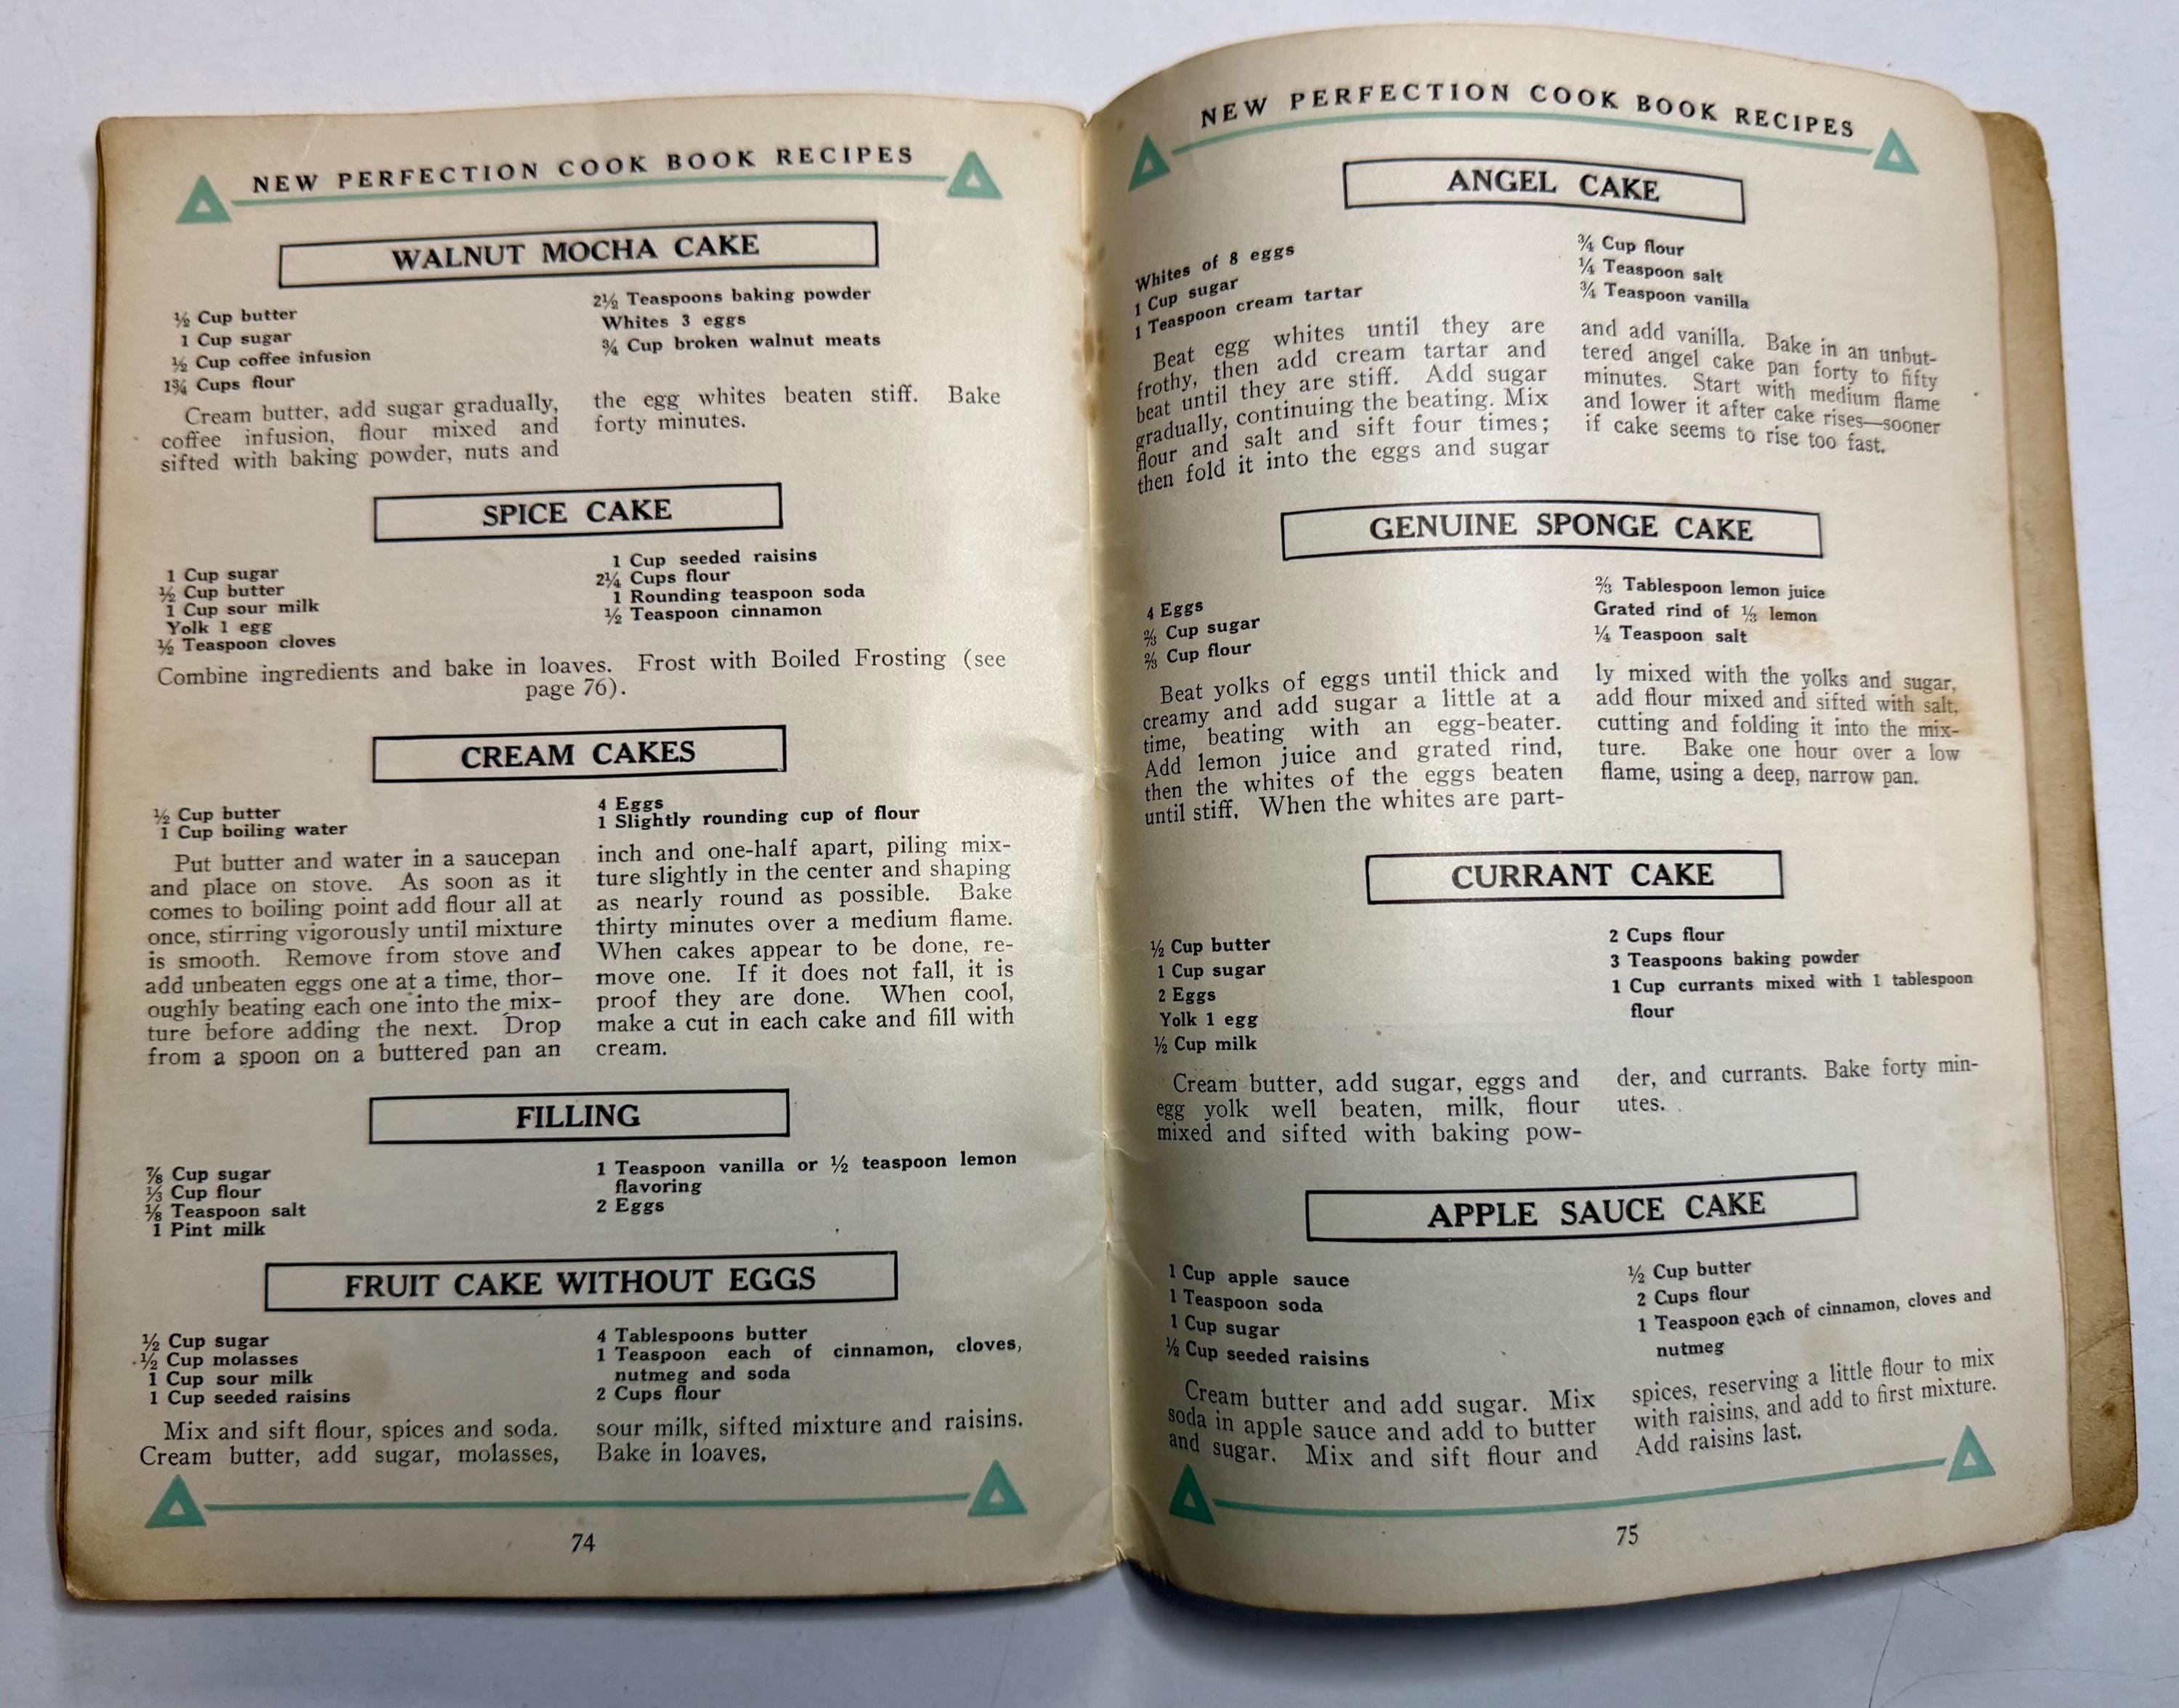 NEW PERFECTION COOK BOOK RECIPES
WALNUT MOCHA CAKE
½ Cup butter
1 Cup sugar
½ Cup coffee infusion
1¾ Cups flour
2½ Teaspoons baking powder
Whites 3 eggs
¾ Cup broken walnut meats
Cream butter, add sugar gradually,
coffee infusion, flour mixed and
sifted with baking powder, nuts and
the egg whites beaten stiff. Bake
forty minutes.
SPICE CAKE
1 Cup sugar
½ Cup butter
1 Cup sour milk
Yolk 1 egg
½ Teaspoon cloves
1 Cup seeded raisins
2¼ Cups flour
1 Rounding teaspoon soda
½ Teaspoon cinnamon
Combine ingredients and bake in loaves. Frost with Boiled Frosting (see
page 76).
CREAM CAKES
½ Cup butter
1 Cup boiling water
4 Eggs
1 Slightly rounding cup of flour
Put butter and water in a saucepan
and place on stove. As soon as it
comes to boiling point add flour all at
once, stirring vigorously until mixture
is smooth. Remove from stove and
add unbeaten eggs one at a time, thor-
oughly beating each one into the mix-
ture before adding the next. Drop
from a spoon on a buttered pan an
inch and one-half apart, piling mix-
ture slightly in the center and shaping
as nearly round as possible. Bake
thirty minutes over a medium flame.
When cakes appear to be done, re-
move one. If it does not fall, it is
proof they are done. When cool,
make a cut in each cake and fill with
cream.
FILLING
⅞ Cup sugar
⅓ Cup flour
⅛ Teaspoon salt
1 Pint milk
1 Teaspoon vanilla or ½ teaspoon lemon
flavoring
2 Eggs
FRUIT CAKE WITHOUT EGGS
½ Cup sugar
½ Cup molasses
1 Cup sour milk
1 Cup seeded raisins
4 Tablespoons butter
1 Teaspoon each of cinnamon, cloves,
nutmeg and soda
2 Cups flour
Mix and sift flour, spices and soda.
Cream butter, add sugar, molasses,
sour milk, sifted mixture and raisins.
Bake in loaves.
74
NEW PERFECTION COOK BOOK RECIPES
ANGEL CAKE
Whites of 8 eggs
1 Cup sugar
1 Teaspoon cream tartar
¾ Cup flour
¼ Teaspoon salt
¾ Teaspoon vanilla
Beat egg whites until they are
frothy, then add cream tartar and
beat until they are stiff. Add sugar
gradually, continuing the beating. Mix
flour and salt and sift four times;
then fold it into the eggs and sugar
and add vanilla. Bake in an unbut-
tered angel cake pan forty to fifty
minutes. Start with medium flame
and lower it after cake rises—sooner
if cake seems to rise too fast.
GENUINE SPONGE CAKE
4 Eggs
⅔ Cup sugar
⅔ Cup flour
⅔ Tablespoon lemon juice
Grated rind of ⅓ lemon
¼ Teaspoon salt
Beat yolks of eggs until thick and
creamy and add sugar a little at a
time, beating with an egg-beater.
Add lemon juice and grated rind,
then the whites of the eggs beaten
until stiff. When the whites are part-
ly mixed with the yolks and sugar,
add flour mixed and sifted with salt,
cutting and folding it into the mix-
ture. Bake one hour over a low
flame, using a deep, narrow pan.
CURRANT CAKE
½ Cup butter
1 Cup sugar
2 Eggs
Yolk 1 egg
½ Cup milk
2 Cups flour
3 Teaspoons baking powder
1 Cup currants mixed with 1 tablespoon
flour
Cream butter, add sugar, eggs and
egg yolk well beaten, milk, flour
mixed and sifted with baking pow-
der, and currants. Bake forty min-
utes.
APPLE SAUCE CAKE
1 Cup apple sauce
1 Teaspoon soda
1 Cup sugar
½ Cup seeded raisins
½ Cup butter
2 Cups flour
1 Teaspoon each of cinnamon, cloves and
nutmeg
Cream butter and add sugar. Mix
soda in apple sauce and add to butter
and sugar. Mix and sift flour and
spices, reserving a little flour to mix
with raisins, and add to first mixture.
Add raisins last.
75